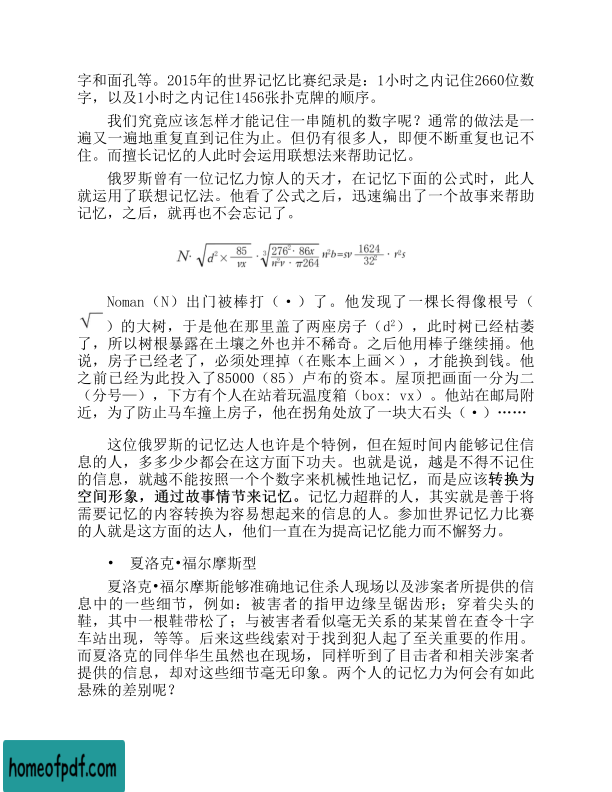 字和面孔等。2015年的世界记忆比赛纪录是：1小时之内记住2660位数
字，以及1小时之内记住1456张扑克牌的顺序。
我们究竟应该怎样才能记住一串随机的数字呢？通常的做法是一
遍又一遍地重复直到记住为止。但仍有很多人，即便不断重复也记不
住。而擅长记忆的人此时会运用联想法来帮助记忆。
俄罗斯曾有一位记忆力惊人的天才，在记忆下面的公式时，此人
就运用了联想记忆法。他看了公式之后，迅速编出了一个故事来帮助
记忆，之后，就再也不会忘记了。
N· √d²× 85/vx · ³√276²·86x/n²v·π264 n²b=sv 1624/32² · r²s
Noman（N）出门被棒打（·）了。他发现了一棵长得像根号（
√ ）的大树，于是他在那里盖了两座房子（d²），此时树已经枯萎
了，所以树根暴露在土壤之外也并不稀奇。之后他用棒子继续捅。他
说，房子已经老了，必须处理掉（在账本上画×），才能换到钱。他
之前已经为此投入了85000（85）卢布的资本。屋顶把画面一分为二
（分号—），下方有个人在站着玩温度箱（box: vx）。他站在邮局附
近，为了防止马车撞上房子，他在拐角处放了一块大石头（·）……
这位俄罗斯的记忆达人也许是个特例，但在短时间内能够记住信
息的人，多多少少都会在这方面下功夫。也就是说，越是不得不记住
的信息，就越不能按照一个个数字来机械性地记忆，而是应该转换为
空间形象，通过故事情节来记忆。记忆力超群的人，其实就是善于将
需要记忆的内容转换为容易想起来的信息的人。参加世界记忆力比赛
的人就是这方面的达人，他们一直在为提高记忆能力而不懈努力。
• 夏洛克•福尔摩斯型
夏洛克•福尔摩斯能够准确地记住杀人现场以及涉案者所提供的信
息中的一些细节，例如：被害者的指甲边缘呈锯齿形；穿着尖头的
鞋，其中一根鞋带松了；与被害者看似毫无关系的某某曾在查令十字
车站出现，等等。后来这些线索对于找到犯人起了至关重要的作用。
而夏洛克的同伴华生虽然也在现场，同样听到了目击者和相关涉案者
提供的信息，却对这些细节毫无印象。两个人的记忆力为何会有如此
悬殊的差别呢？
homeofpdf.com